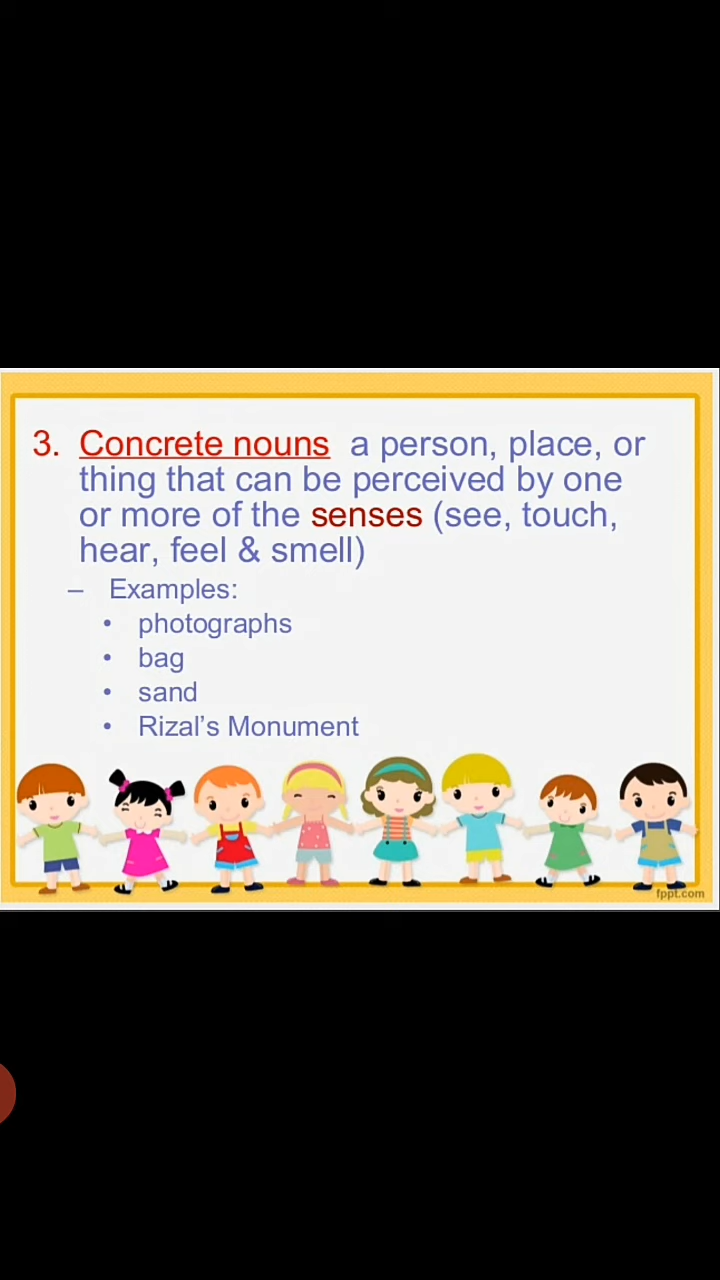 3. Concrete nouns a person, place, or
thing that can be perceived by one
or more of the senses (see, touch,
hear, feel & smell)
– Examples:
• photographs
• bag
• sand
• Rizal's Monument
fppt.com